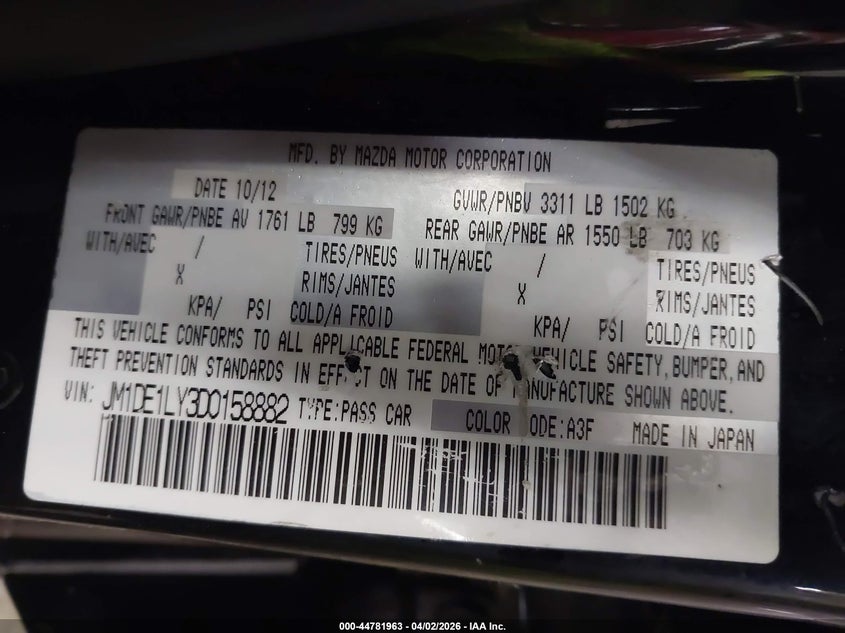 MFD. BY MAZDA MOTOR CORPORATION
DATE 10/12 GVWR/PNBV 3311 LB 1502 KG
FRONT GAWR/PNBE AV 1761 LB 799 KG REAR GAWR/PNBE AR 1550 LB 703 KG
WITH/AVEC / TIRES/PNEUS WITH/AVEC / TIRES/PNEUS
X RIMS/JANTES X RIMS/JANTES
KPA/ PSI COLD/A FROID KPA/ PSI COLD/A FROID
THIS VEHICLE CONFORMS TO ALL APPLICABLE FEDERAL MOTOR VEHICLE SAFETY, BUMPER, AND
THEFT PREVENTION STANDARDS IN EFFECT ON THE DATE OF MANUFACTURE SHOWN ABOVE.
VIN: JM1DE1LY3D0158882 TYPE:PASS CAR COLOR CODE:A3F MADE IN JAPAN
000-44781963 - 04/02/2026 - IAA Inc.